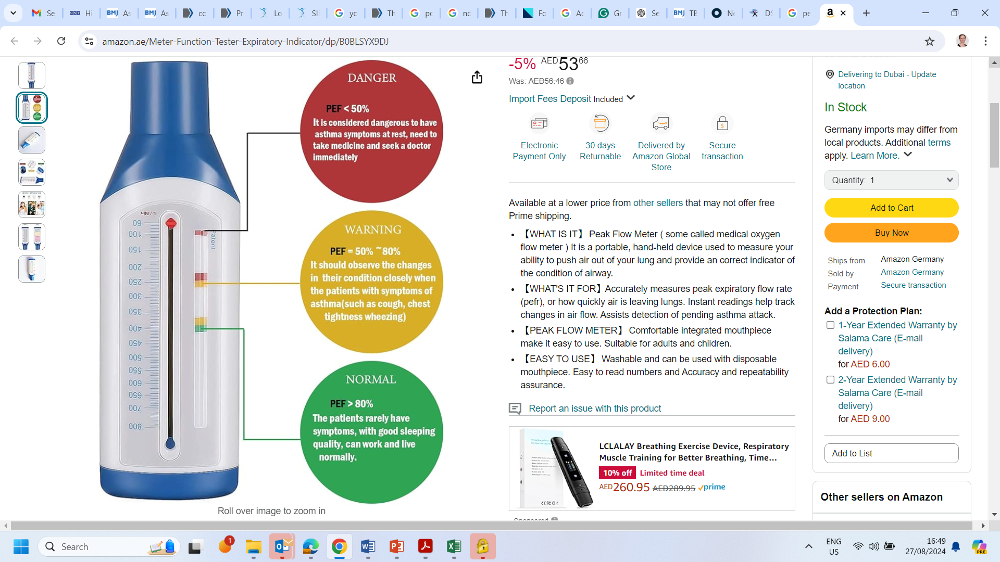 Se
Hi
As
As
co
Pr
Lo
SII
yo
Th
po
nc
Th
Fo
Ac
Gr
Se
TE
Ne
DS
pe
amazon.ae/Meter-Function-Tester-Expiratory-Indicator/dp/B0BLSYX9DJ
DANGER
PEF < 50%
It is considered dangerous to have
asthma symptoms at rest, need to
take medicine and seek a doctor
immediately
WARNING
PEF = 50% ~80%
It should observe the changes
in their condition closely when
the patients with symptoms of
asthma(such as cough, chest
tightness wheezing)
NORMAL
PEF > 80%
The patients rarely have
symptoms, with good sleeping
quality, can work and live
normally.
L / Min
60
100
150
200
250
300
350
400
450
500
550
600
650
700
800
Patent
Roll over image to zoom in
-5% AED53 66
Was: AED56.46
Import Fees Deposit Included
Electronic
Payment Only
30 days
Returnable
Delivered by
Amazon Global
Store
Secure
transaction
Available at a lower price from other sellers that may not offer free
Prime shipping.
• 【WHAT IS IT】 Peak Flow Meter ( some called medical oxygen
flow meter ) It is a portable, hand-held device used to measure your
ability to push air out of your lung and provide an correct indicator of
the condition of airway.
• 【WHAT'S IT FOR】Accurately measures peak expiratory flow rate
(pefr), or how quickly air is leaving lungs. Instant readings help track
changes in air flow. Assists detection of pending asthma attack.
• 【PEAK FLOW METER】 Comfortable integrated mouthpiece
make it easy to use. Suitable for adults and children.
• 【EASY TO USE】 Washable and can be used with disposable
mouthpiece. Easy to read numbers and Accuracy and repeatability
assurance.
Report an issue with this product
LCLALAY Breathing Exercise Device, Respiratory
Muscle Training for Better Breathing, Time...
10% off Limited time deal
AED260.95 AED289.95 prime
Sponsored
Delivering to Dubai - Update
location
In Stock
Germany imports may differ from
local products. Additional terms
apply. Learn More.
Quantity: 1
Add to Cart
Buy Now
Ships from Amazon Germany
Sold by Amazon Germany
Payment Secure transaction
Add a Protection Plan:
1-Year Extended Warranty by
Salama Care (E-mail
delivery)
for AED 6.00
2-Year Extended Warranty by
Salama Care (E-mail
delivery)
for AED 9.00
Add to List
Other sellers on Amazon
Search
1
ENG
US
16:49
27/08/2024
PRE